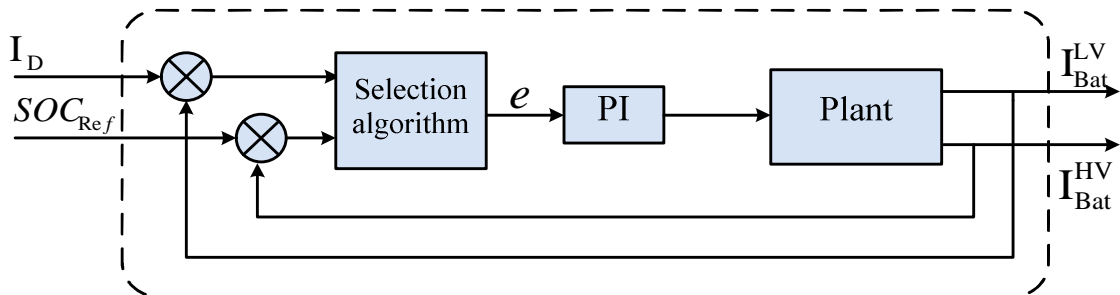 I_D
SOC_Ref
Selection
algorithm
e
PI
Plant
I_Bat^LV
I_Bat^HV